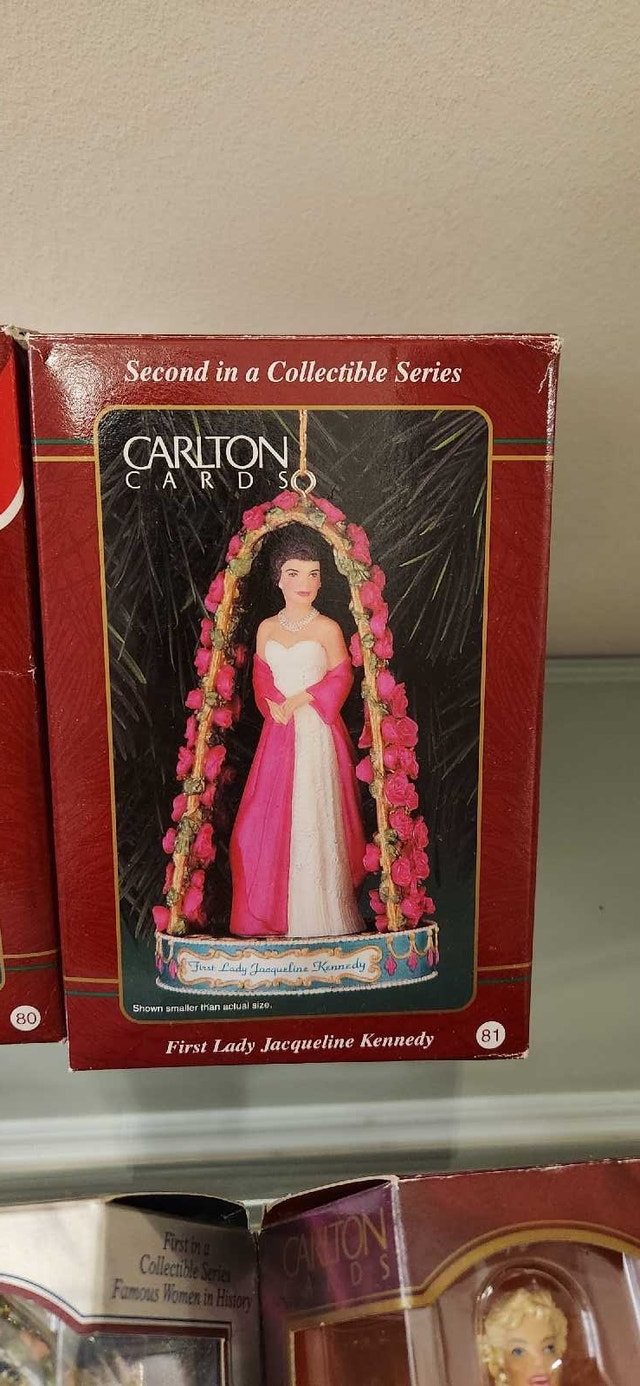 Second in a Collectible Series
CARLTON
CARDS
First Lady Jacqueline Kennedy
Shown smaller than actual size.
First Lady Jacqueline Kennedy
81
80
First in a
Collectible Series
Famous Women in History
CARLTON
CARDS